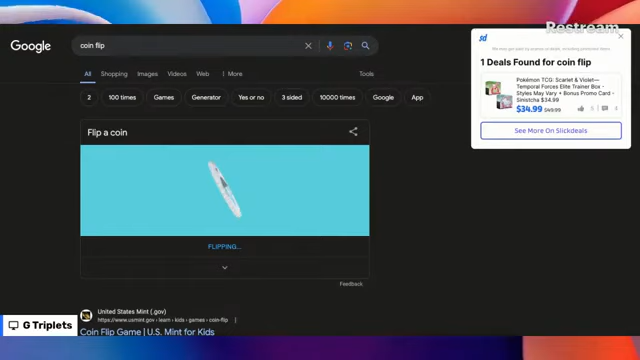 Restream
Google
coin flip
All
Shopping
Images
Videos
Web
More
Tools
2
100 times
Games
Generator
Yes or no
3 sided
10000 times
Google
App
Flip a coin
FLIPPING...
Feedback
United States Mint (.gov)
https://www.usmint.gov › learn › kids › games › coin-flip
Coin Flip Game | U.S. Mint for Kids
sd
1 Deals Found for coin flip
Pokémon TCG: Scarlet & Violet—
Temporal Forces Elite Trainer Box -
Styles May Vary + Bonus Promo Card -
Sinistcha $34.99
$34.99 $49.99
See More On Slickdeals
G Triplets